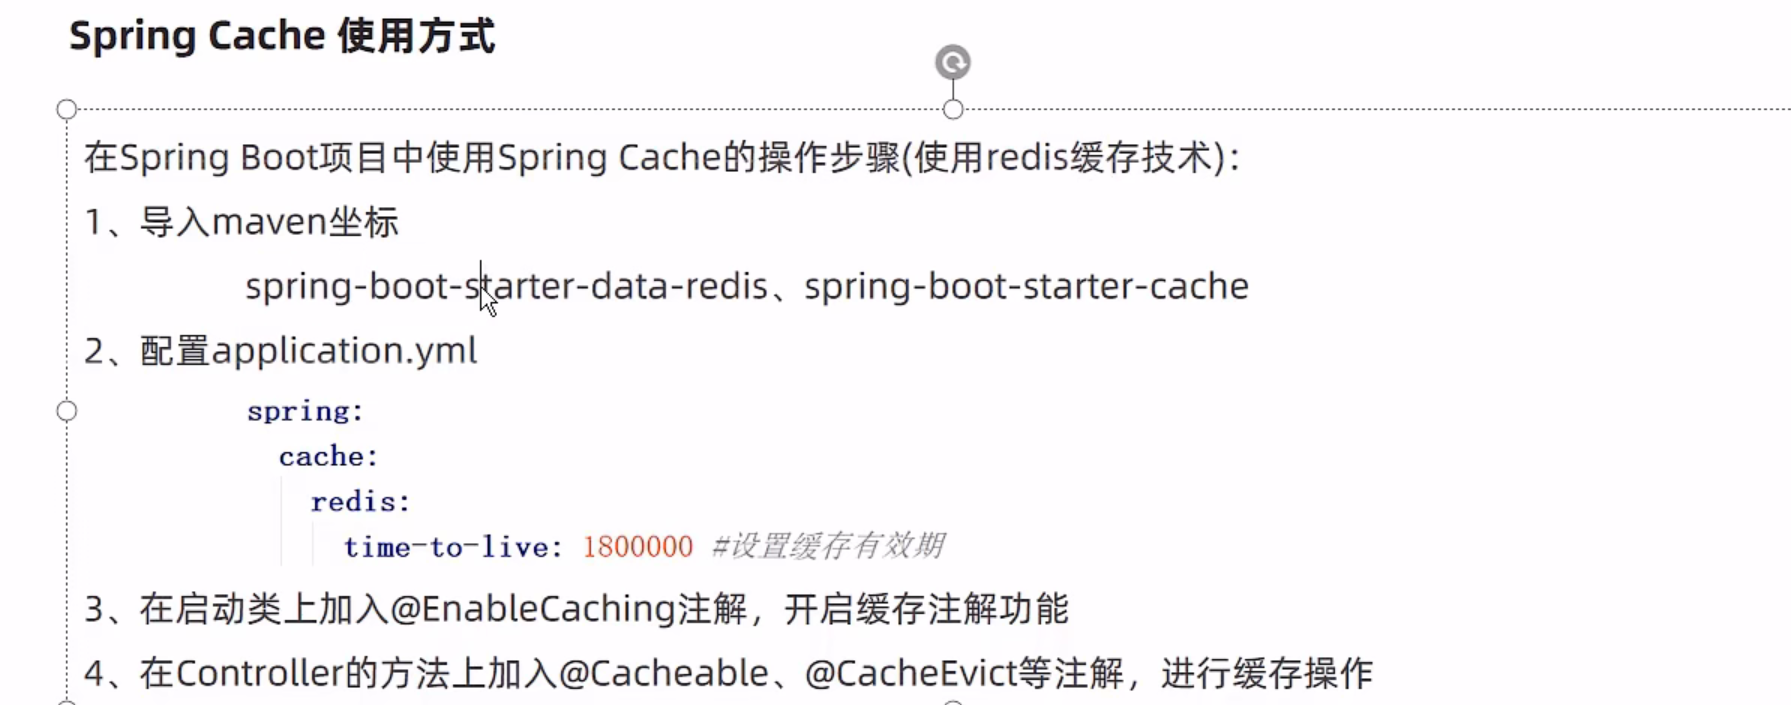 Spring Cache 使用方式
在Spring Boot项目中使用Spring Cache的操作步骤(使用redis缓存技术):
1、导入maven坐标
spring-boot-starter-data-redis、spring-boot-starter-cache
2、配置application.yml
spring:
cache:
redis:
time-to-live: 1800000 #设置缓存有效期
3、在启动类上加入@EnableCaching注解，开启缓存注解功能
4、在Controller的方法上加入@Cacheable、@CacheEvict等注解，进行缓存操作